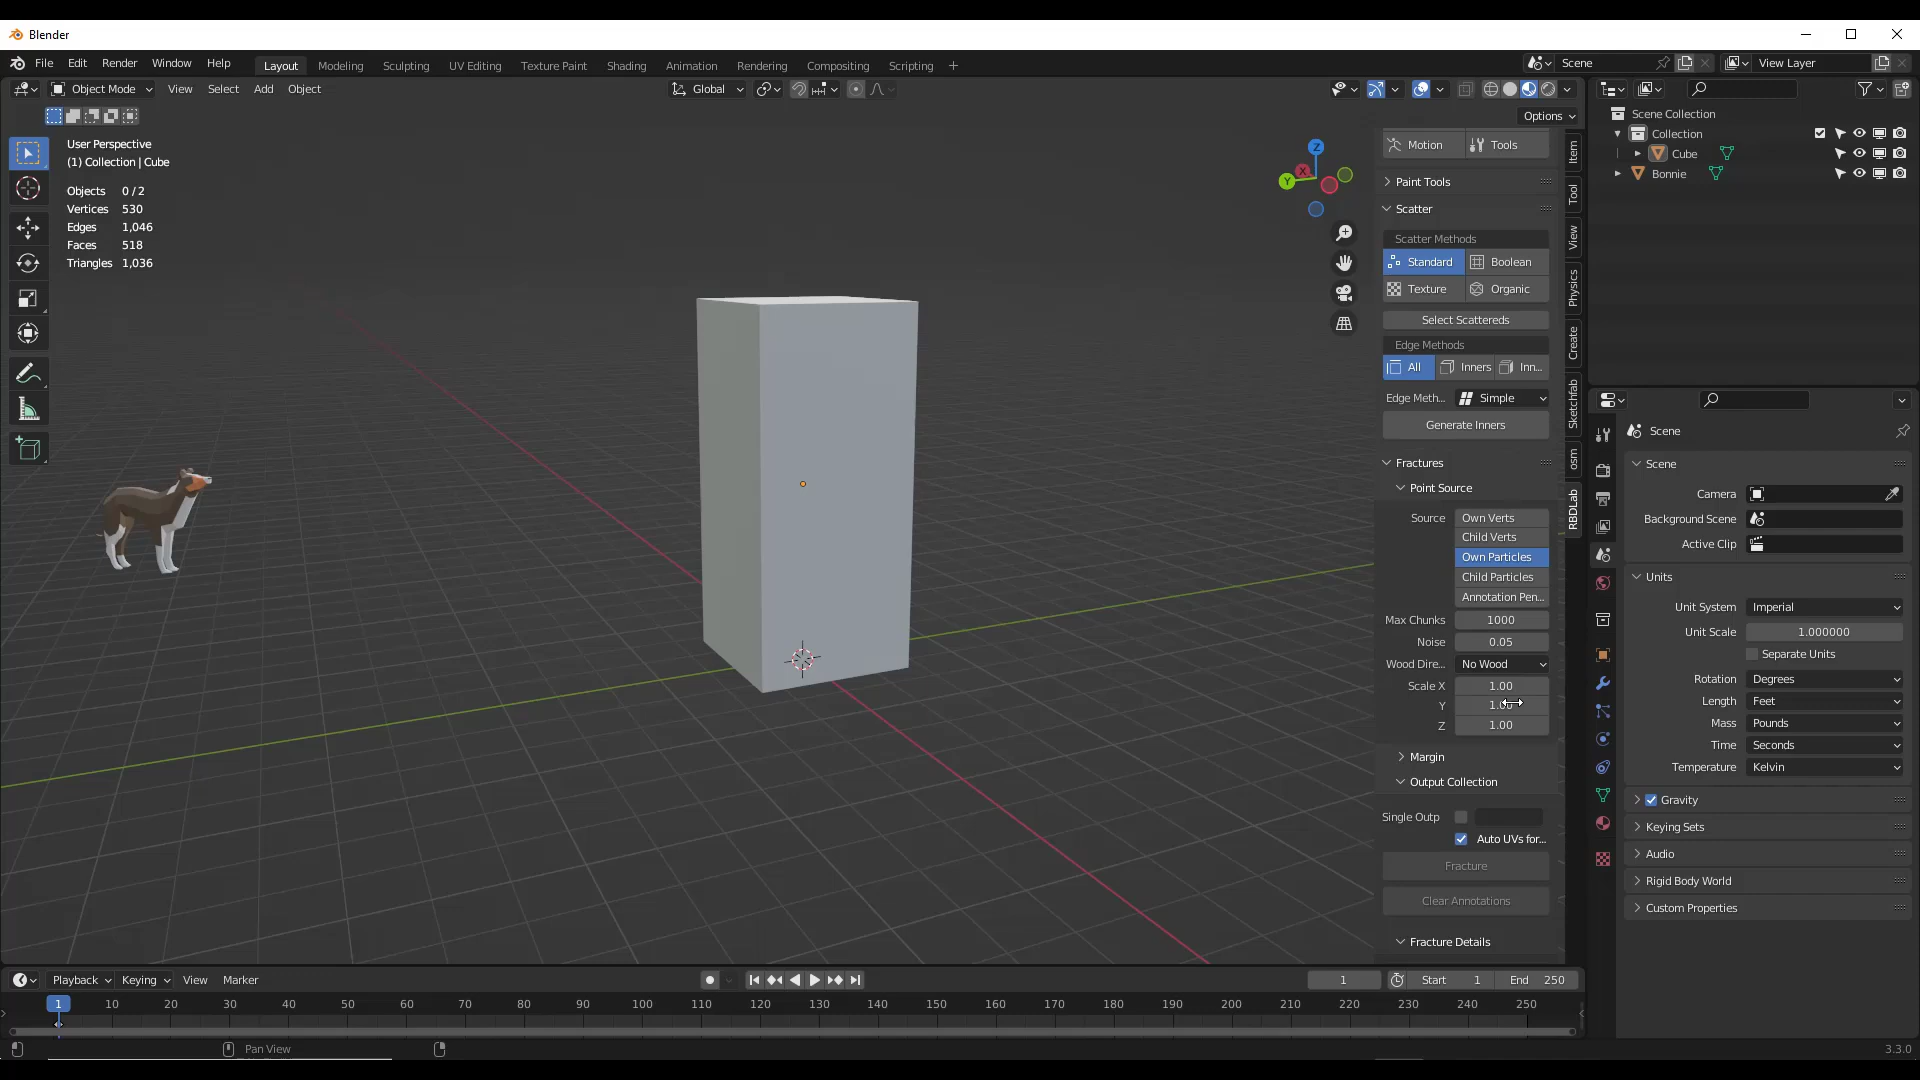 Blender
File Edit Render Window Help
Layout Modeling Sculpting UV Editing Texture Paint Shading Animation Rendering Compositing Scripting +
Scene
View Layer
Object Mode View Select Add Object
Global
Options
User Perspective
(1) Collection | Cube
Objects 0 / 2
Vertices 530
Edges 1,046
Faces 518
Triangles 1,036
Z
Y
X
Motion Tools
Paint Tools
Scatter
Scatter Methods
Standard Boolean
Texture Organic
Select Scattereds
Edge Methods
All Inners Inn...
Edge Meth... Simple
Generate Inners
Fractures
Point Source
Source Own Verts
Child Verts
Own Particles
Child Particles
Annotation Pen...
Max Chunks 1000
Noise 0.05
Wood Dire... No Wood
Scale X 1.00
Y 1.00
Z 1.00
Margin
Output Collection
Single Outp
Auto UVs for...
Fracture
Clear Annotations
Fracture Details
Item
Tool
View
Physics
Create
Sketchfab
osm
RBDLab
Scene Collection
Collection
Cube
Bonnie
Scene
Scene
Camera
Background Scene
Active Clip
Units
Unit System Imperial
Unit Scale 1.000000
Separate Units
Rotation Degrees
Length Feet
Mass Pounds
Time Seconds
Temperature Kelvin
Gravity
Keying Sets
Audio
Rigid Body World
Custom Properties
Playback Keying View Marker
1 Start 1 End 250
1 10 20 30 40 50 60 70 80 90 100 110 120 130 140 150 160 170 180 190 200 210 220 230 240 250
Pan View
3.3.0